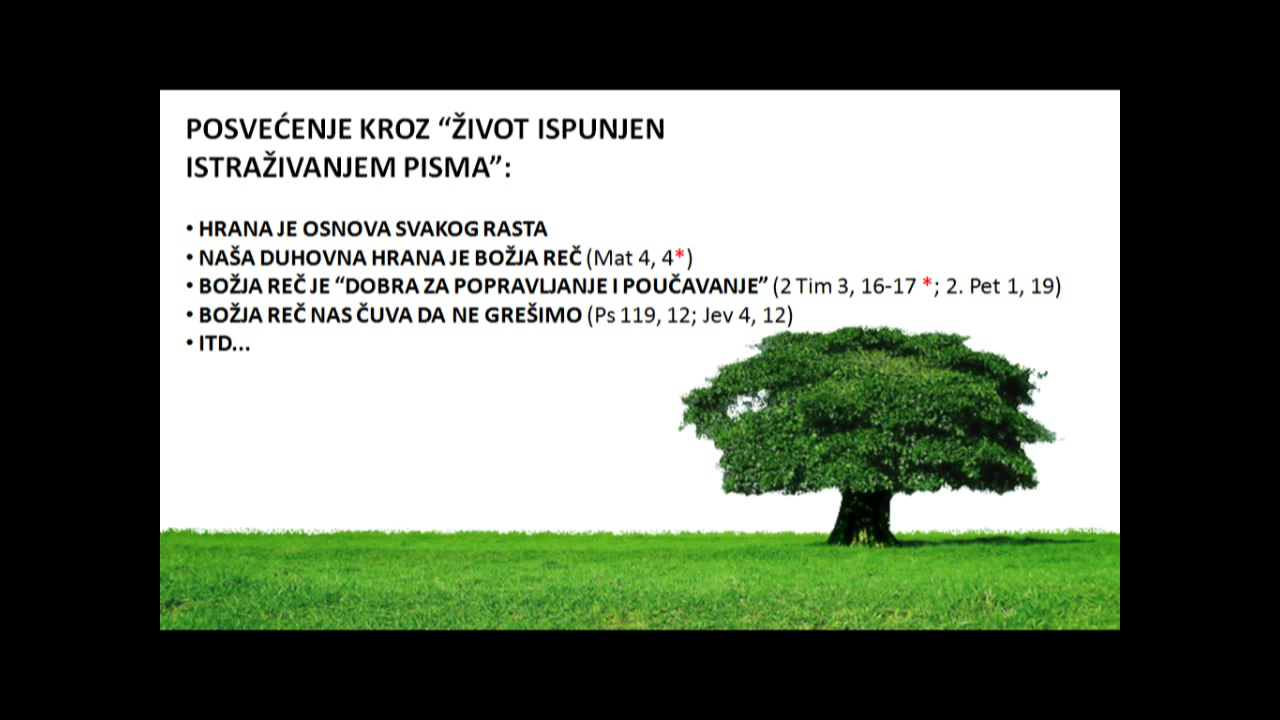 POSVEĆENJE KROZ “ŽIVOT ISPUNJEN
ISTRAŽIVANJEM PISMA”:
• HRANA JE OSNOVA SVAKOG RASTA
• NAŠA DUHOVNA HRANA JE BOŽJA REČ (Mat 4, 4*)
• BOŽJA REČ JE “DOBRA ZA POPRAVLJANJE I POUČAVANJE” (2 Tim 3, 16-17 *; 2. Pet 1, 19)
• BOŽJA REČ NAS ČUVA DA NE GREŠIMO (Ps 119, 12; Jev 4, 12)
• ITD...